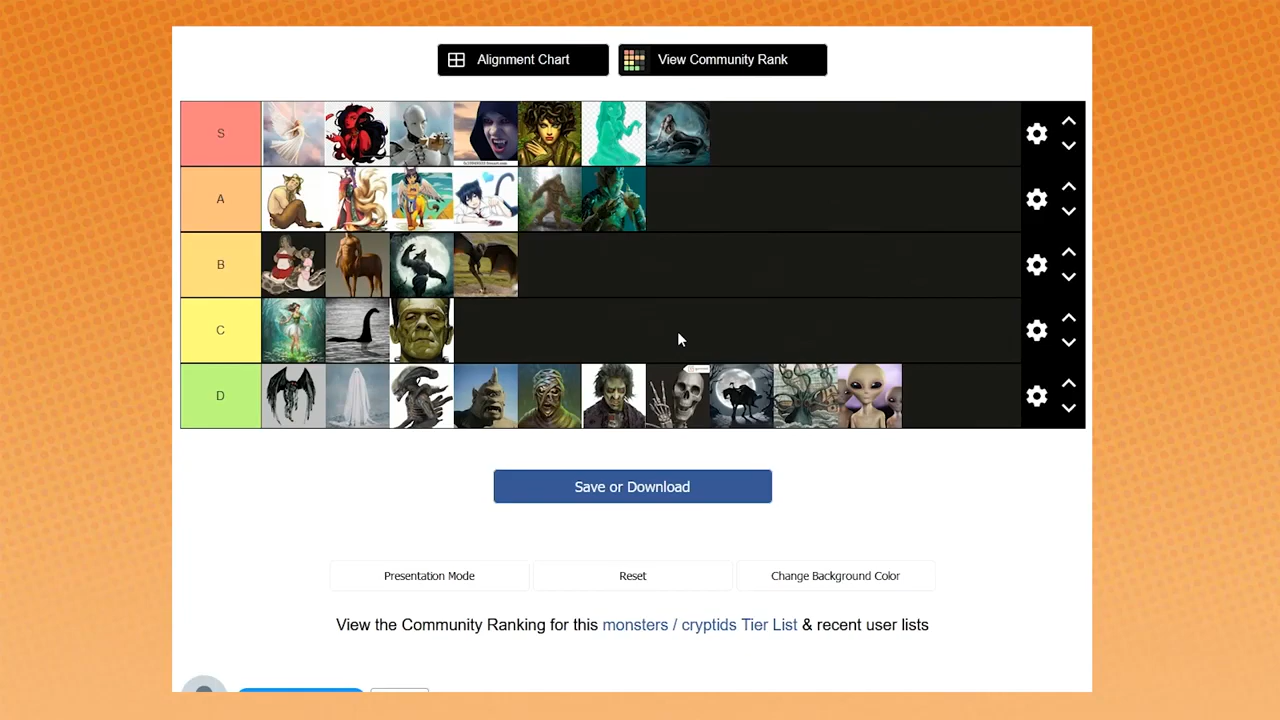 Alignment Chart
View Community Rank
S
A
B
C
D
Save or Download
Presentation Mode
Reset
Change Background Color
View the Community Ranking for this monsters / cryptids Tier List & recent user lists